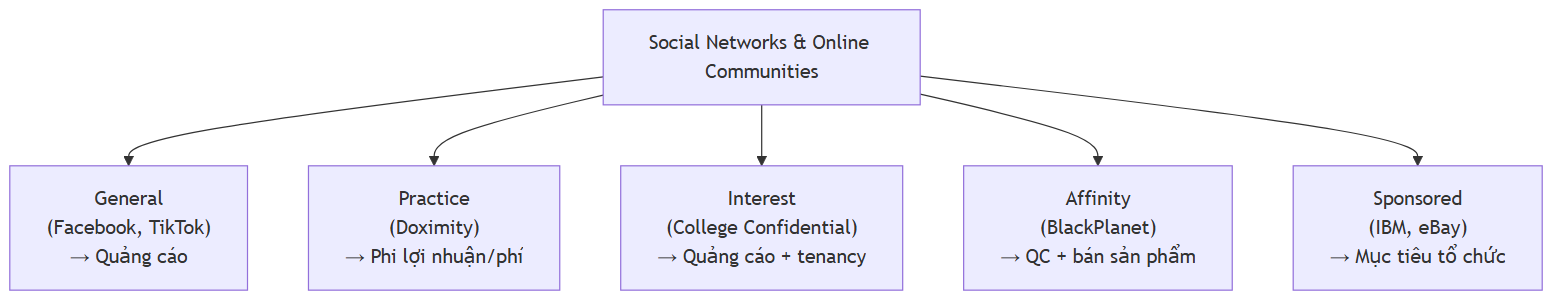 Social Networks & Online
Communities
General
(Facebook, TikTok)
→ Quảng cáo
Practice
(Doximity)
→ Phi lợi nhuận/phí
Interest
(College Confidential)
→ Quảng cáo + tenancy
Affinity
(BlackPlanet)
→ QC + bán sản phẩm
Sponsored
(IBM, eBay)
→ Mục tiêu tổ chức